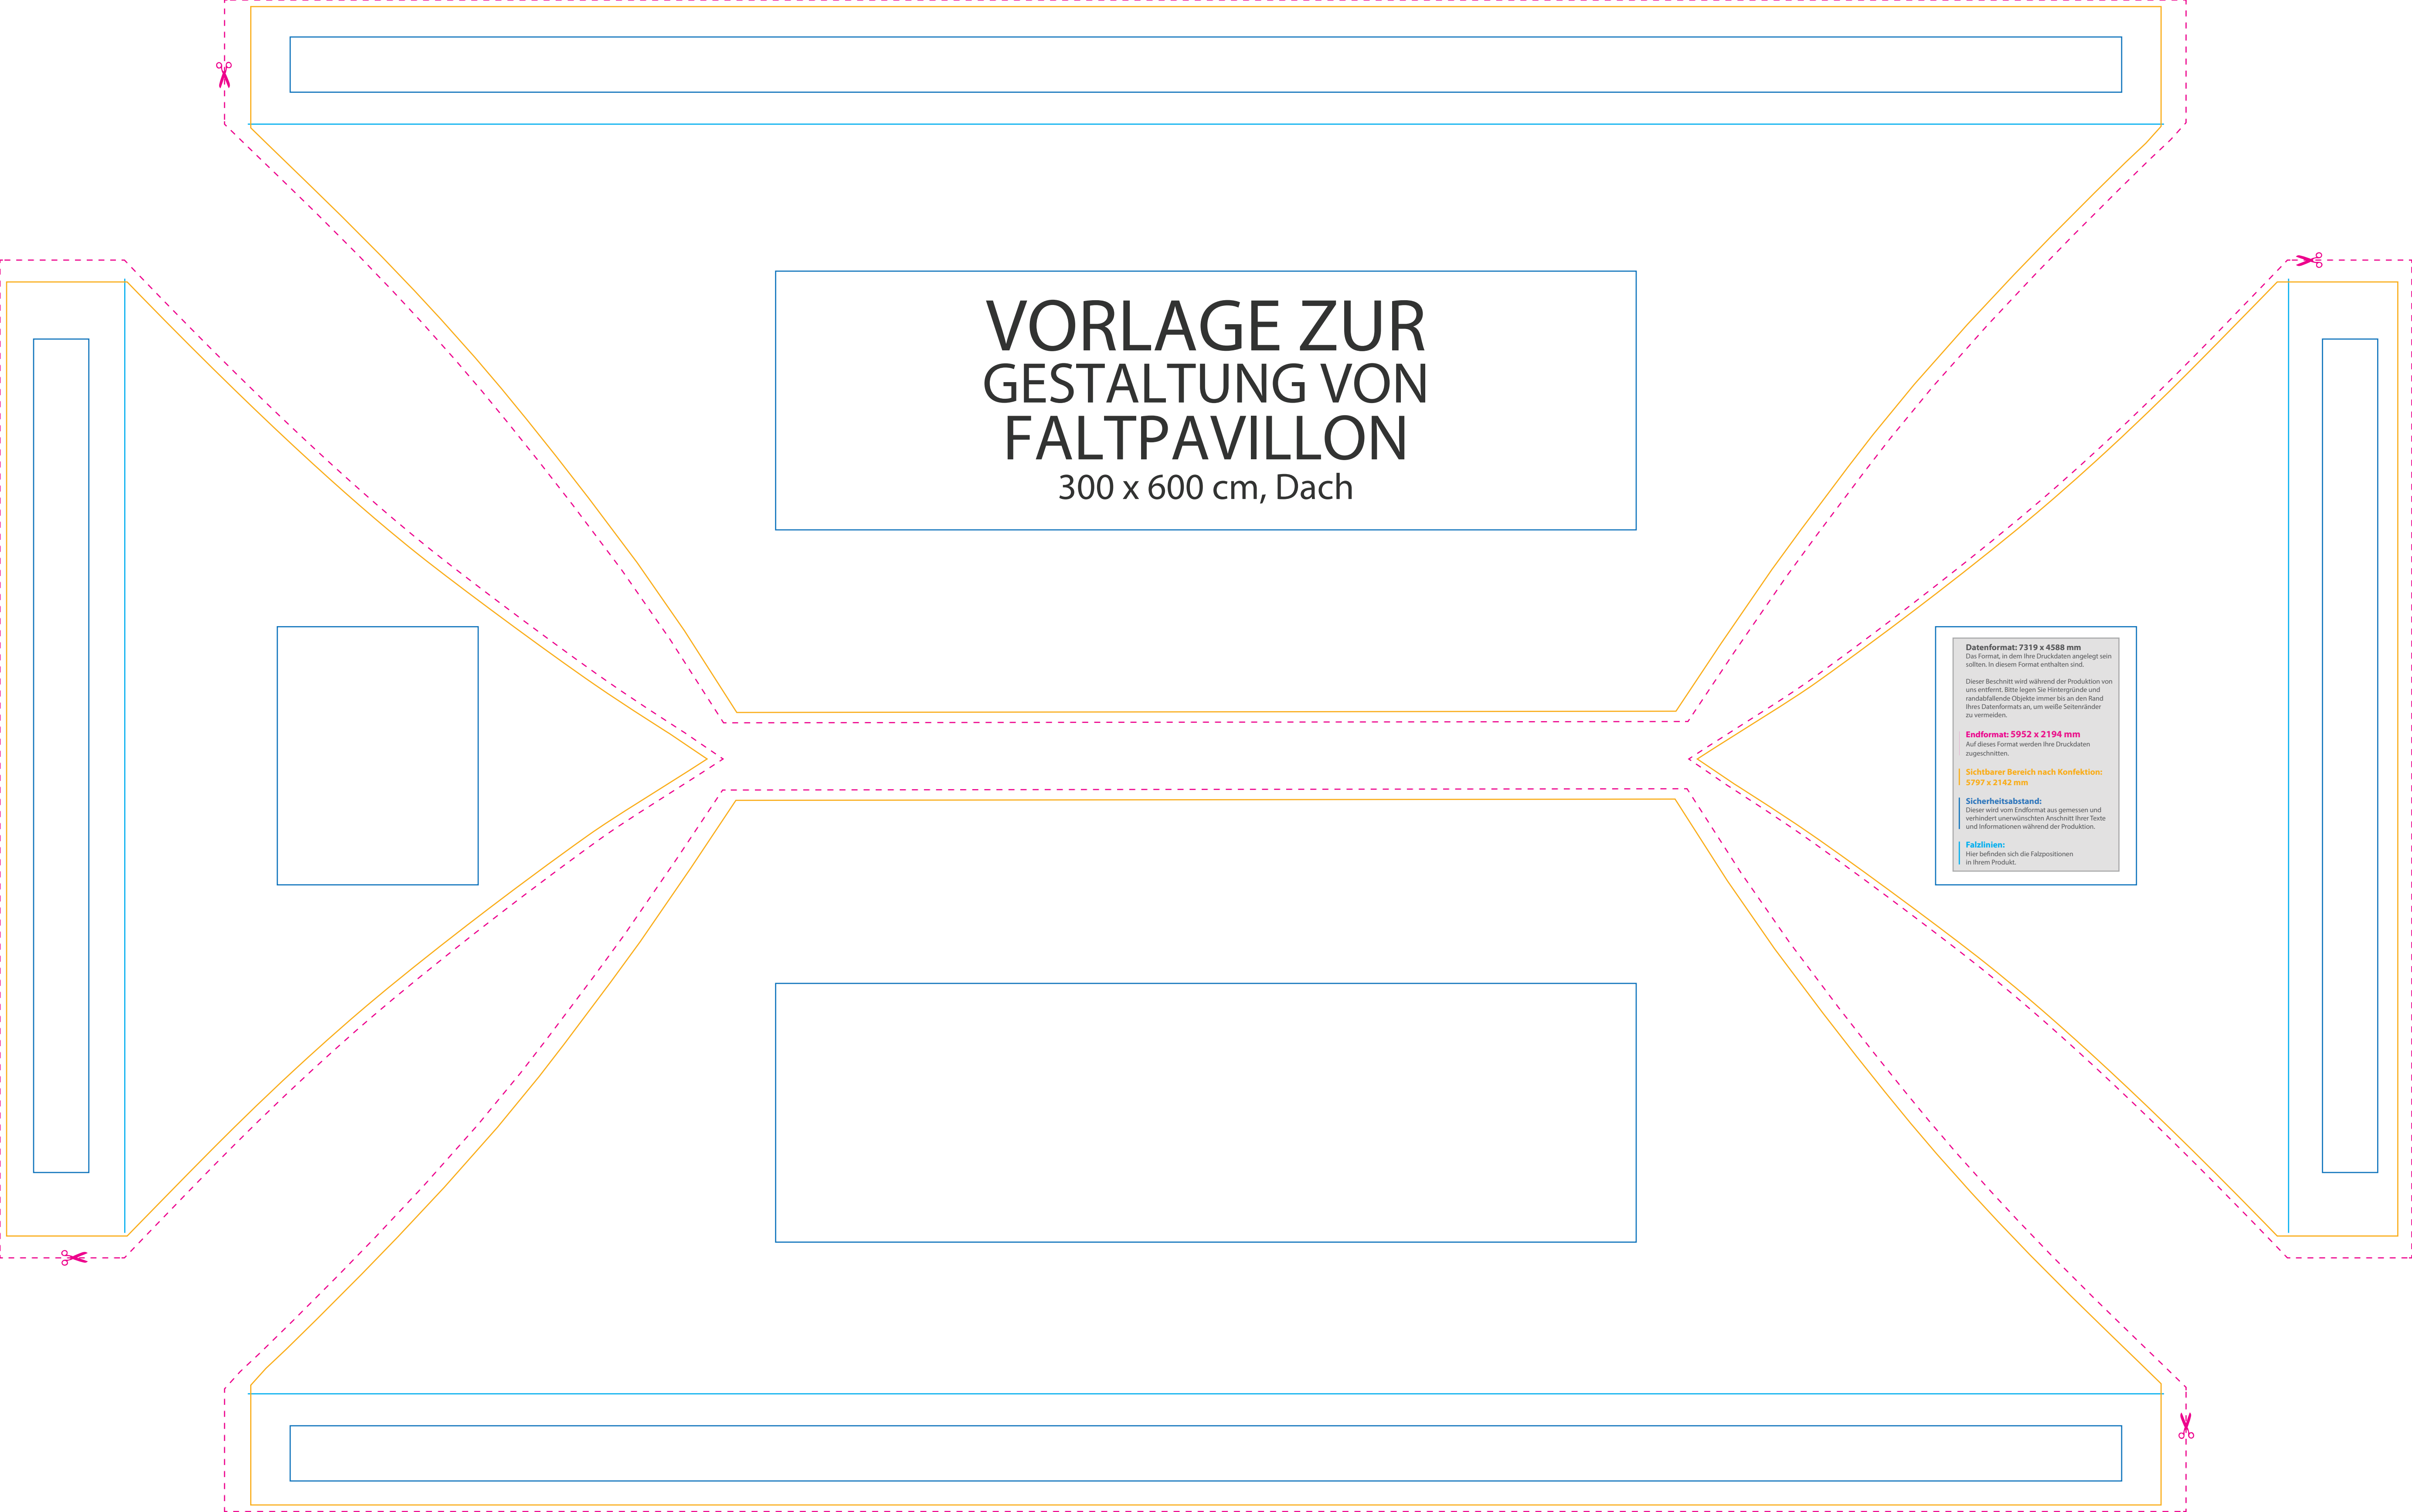 VORLAGE ZUR
GESTALTUNG VON
FALTPAVILLON
300 x 600 cm, Dach
Datenformat: 7319 x 4588 mm
Das Format, in dem Ihre Druckdaten angelegt sein
sollten. In diesem Format enthalten sind.
Dieser Beschnitt wird während der Produktion von
uns entfernt. Bitte legen Sie Hintergründe und
randabfallende Objekte immer bis an den Rand
Ihres Datenformats an, um weiße Seitenränder
zu vermeiden.
Endformat: 5952 x 2194 mm
Auf dieses Format werden Ihre Druckdaten
zugeschnitten.
Sichtbarer Bereich nach Konfektion:
5797 x 2142 mm
Sicherheitsabstand:
Dieser wird vom Endformat aus gemessen und
verhindert unerwünschten Anschnitt Ihrer Texte
und Informationen während der Produktion.
Falzlinien:
Hier befinden sich die Falzpositionen
in Ihrem Produkt.